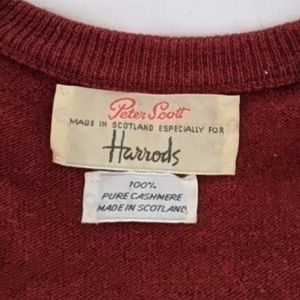 Peter Scott
MADE IN SCOTLAND ESPECIALLY FOR
Harrods
100%
PURE CASHMERE
MADE IN SCOTLAND